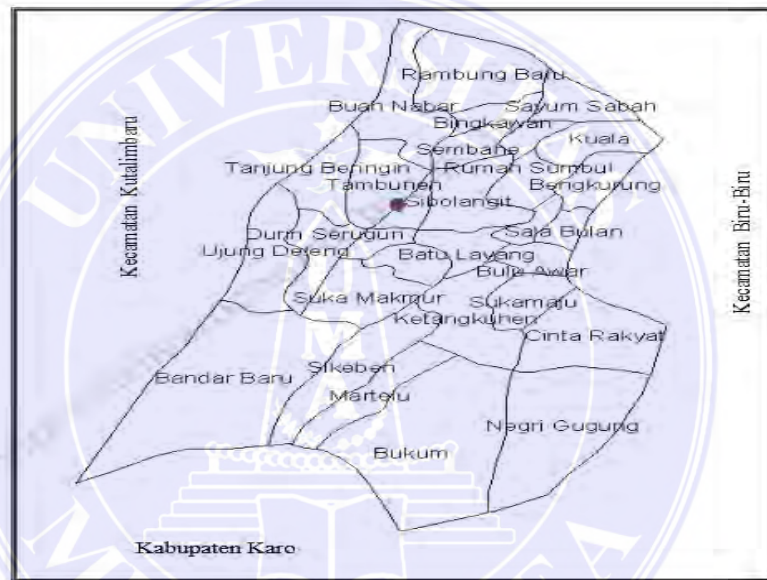 Rambung Baru
Buah Nabar
Sayum Sabah
Bingkawan
Kuala
Sembahe
Tanjung Beringin
Rumah Sumbul
Tambunen
Bengkurung
Sibolangit
Durin Serugun
Sala Bulan
Ujung Deleng
Batu Layang
Bulu Awar
Suka Makmur
Sukamaju
Ketangkuhen
Cinta Rakyat
Sikeben
Bandar Baru
Martelu
Negri Gugung
Bukum
Kabupaten Karo
Kecamatan Kutalimbaru
Kecamatan Biru-Biru
UNIVERSITAS